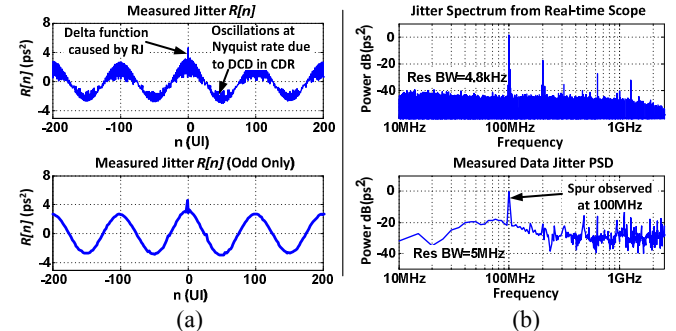 Measured Jitter R[n]
Delta function
caused by RJ
Oscillations at
Nyquist rate due
to DCD in CDR
R[n] (ps²)
8
4
0
-4
-200
-100
0
100
200
n (UI)
Measured Jitter R[n] (Odd Only)
R[n] (ps²)
8
4
0
-4
-200
-100
0
100
200
n (UI)
(a)
Jitter Spectrum from Real-time Scope
Power dB(ps²)
0
-20
-40
-60
Res BW=4.8kHz
10MHz
100MHz
1GHz
Frequency
Measured Data Jitter PSD
Power dB(ps²)
0
-20
-40
Spur observed
at 100MHz
Res BW=5MHz
10MHz
100MHz
1GHz
Frequency
(b)